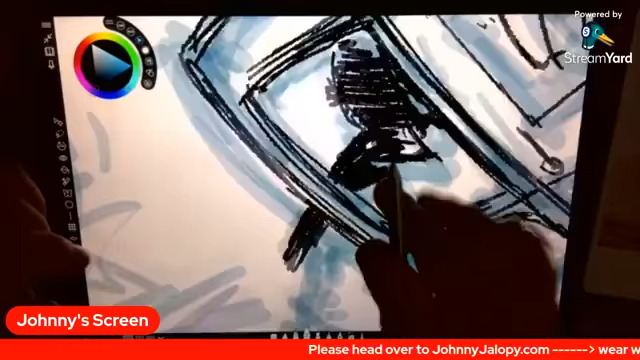 Powered by
StreamYard
Johnny's Screen
Please head over to JohnnyJalopy.com ------> wear w